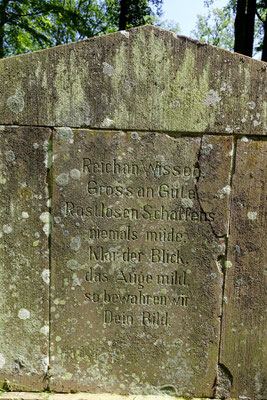 Reich an Wissen,
Gross an Güte,
Rastlosen Schaffens
niemals müde,
Klar der Blick,
das Auge mild,
so bewahren wir
Dein Bild.